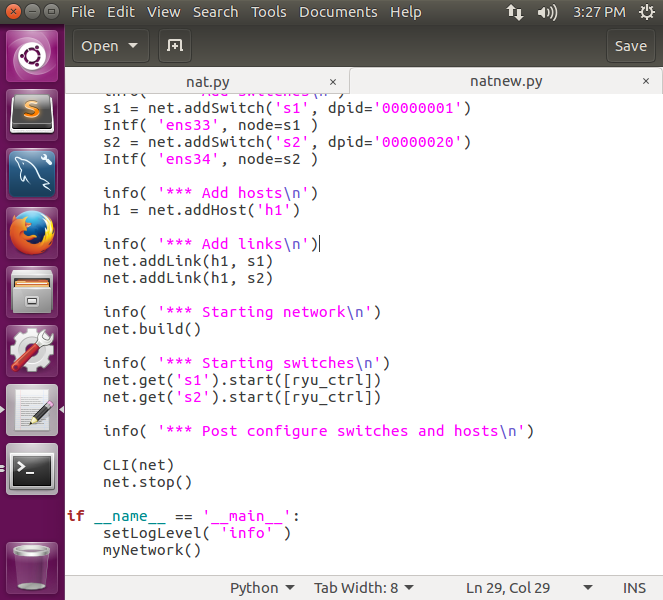 File Edit View Search Tools Documents Help 3:27 PM
Open Save
nat.py × natnew.py ×
info( '*** Add switches\n')
s1 = net.addSwitch('s1', dpid='00000001')
Intf( 'ens33', node=s1 )
s2 = net.addSwitch('s2', dpid='00000020')
Intf( 'ens34', node=s2 )
info( '*** Add hosts\n')
h1 = net.addHost('h1')
info( '*** Add links\n')
net.addLink(h1, s1)
net.addLink(h1, s2)
info( '*** Starting network\n')
net.build()
info( '*** Starting switches\n')
net.get('s1').start([ryu_ctrl])
net.get('s2').start([ryu_ctrl])
info( '*** Post configure switches and hosts\n')
CLI(net)
net.stop()
if __name__ == '__main__':
setLogLevel( 'info' )
myNetwork()
Python Tab Width: 8 Ln 29, Col 29 INS